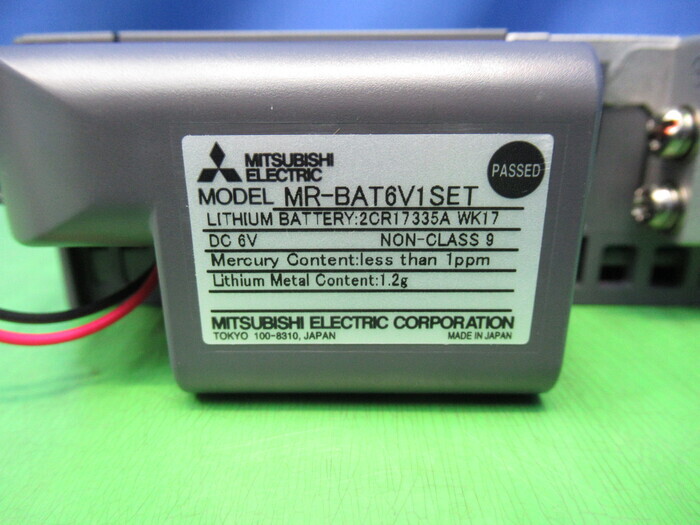 MITSUBISHI
ELECTRIC
PASSED
MODEL MR-BAT6V1SET
LITHIUM BATTERY:2CR17335A WK17
DC 6V NON-CLASS 9
Mercury Content:less than 1ppm
Lithium Metal Content:1.2g
MITSUBISHI ELECTRIC CORPORATION
TOKYO 100-8310, JAPAN MADE IN JAPAN